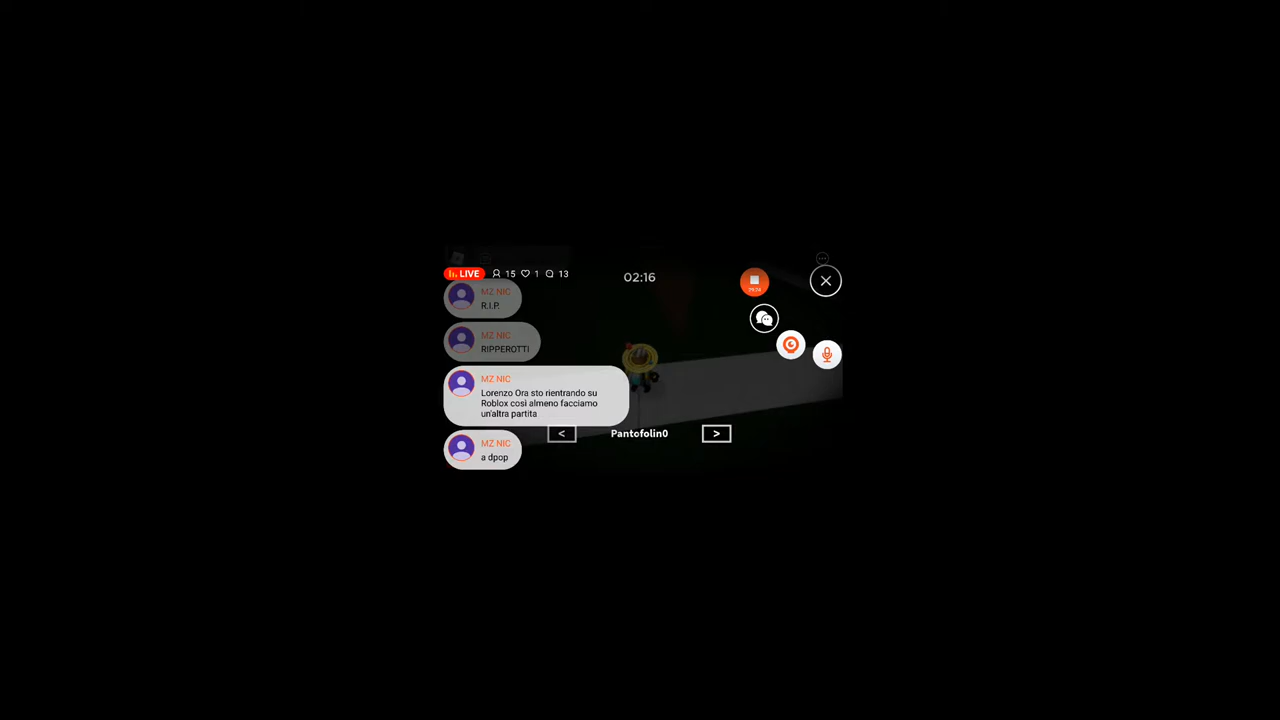 LIVE 15 1 13
02:16
MZ NIC
R.I.P.
MZ NIC
RIPPEROTTI
MZ NIC
Lorenzo Ora sto rientrando su
Roblox così almeno facciamo
un'altra partita
< Pantofolin0 >
MZ NIC
a dpop